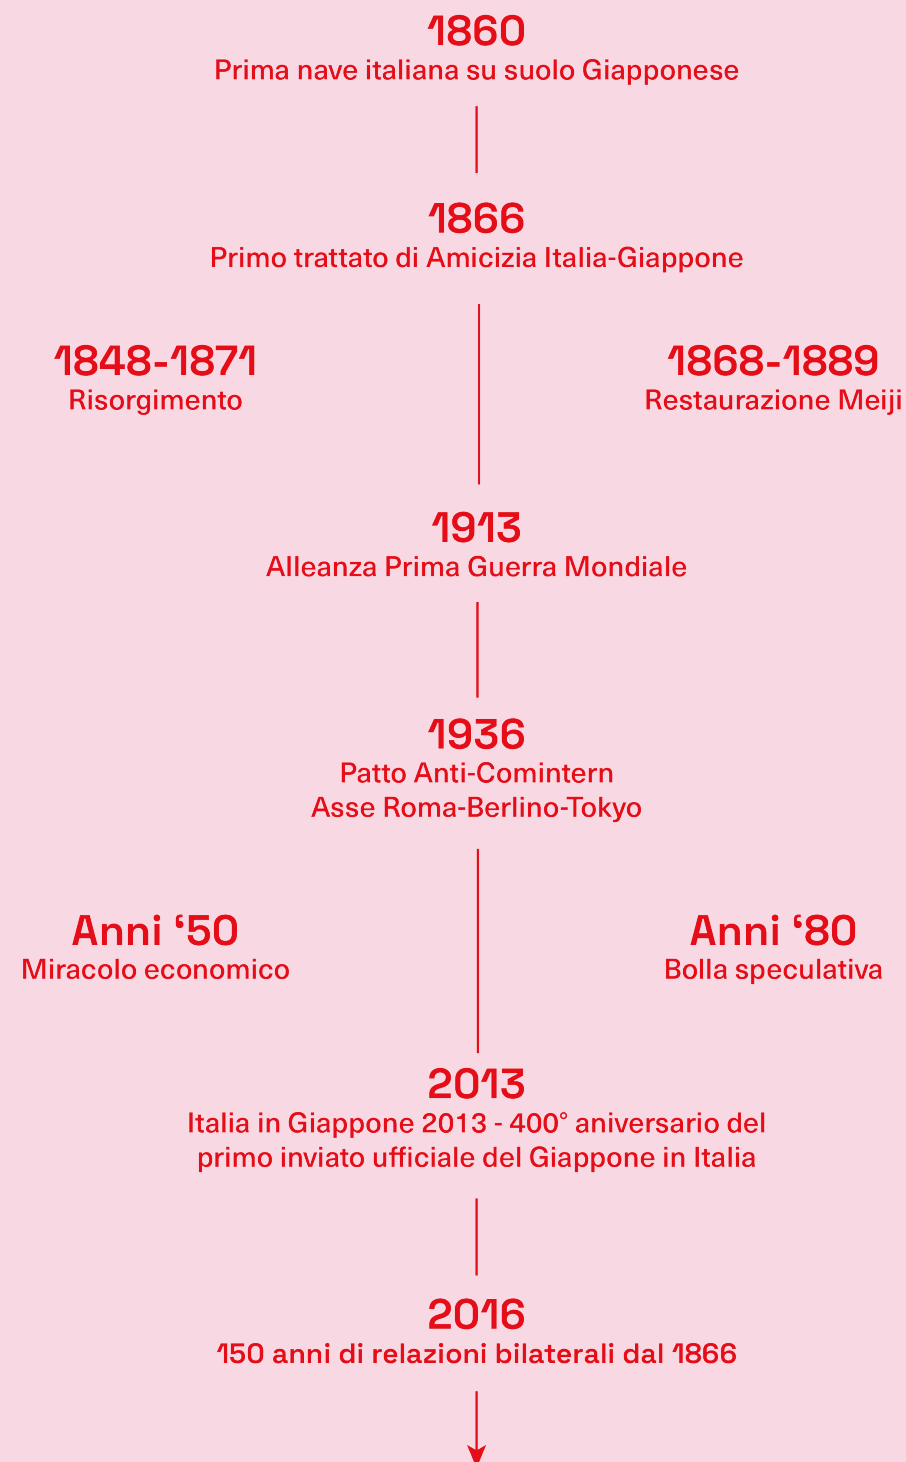 1860
Prima nave italiana su suolo Giapponese
1866
Primo trattato di Amicizia Italia-Giappone
1848-1871
Risorgimento
1868-1889
Restaurazione Meiji
1913
Alleanza Prima Guerra Mondiale
1936
Patto Anti-Comintern
Asse Roma-Berlino-Tokyo
Anni ‘50
Miracolo economico
Anni ‘80
Bolla speculativa
2013
Italia in Giappone 2013 - 400° aniversario del
primo inviato ufficiale del Giappone in Italia
2016
150 anni di relazioni bilaterali dal 1866